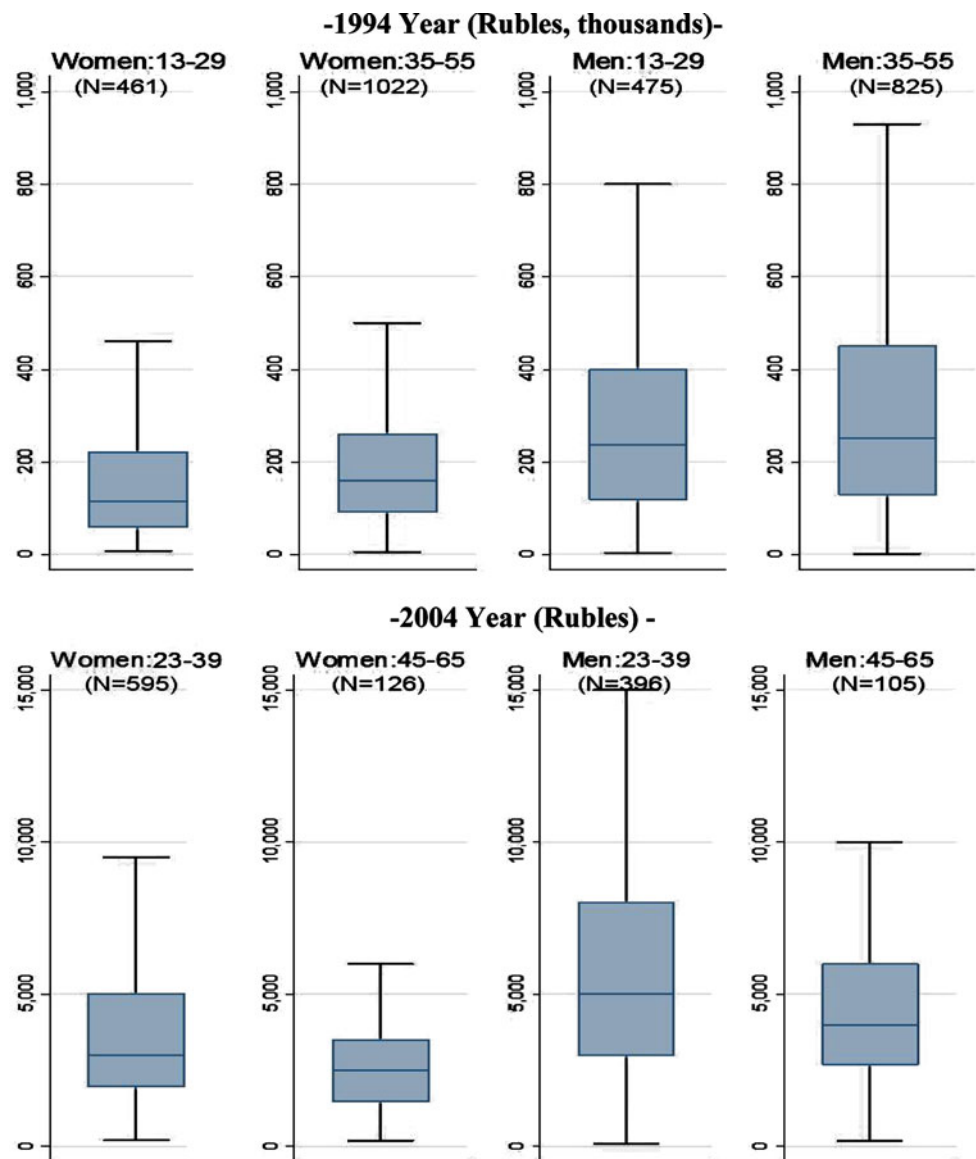 -1994 Year (Rubles, thousands)-
Women:13-29
(N=461)
1,000
800
600
400
200
0
Women:35-55
(N=1022)
1,000
800
600
400
200
0
Men:13-29
(N=475)
1,000
800
600
400
200
0
Men:35-55
(N=825)
1,000
800
600
400
200
0
-2004 Year (Rubles) -
Women:23-39
(N=595)
15,000
10,000
5,000
0
Women:45-65
(N=126)
15,000
10,000
5,000
0
Men:23-39
(N=396)
15,000
10,000
5,000
0
Men:45-65
(N=105)
15,000
10,000
5,000
0